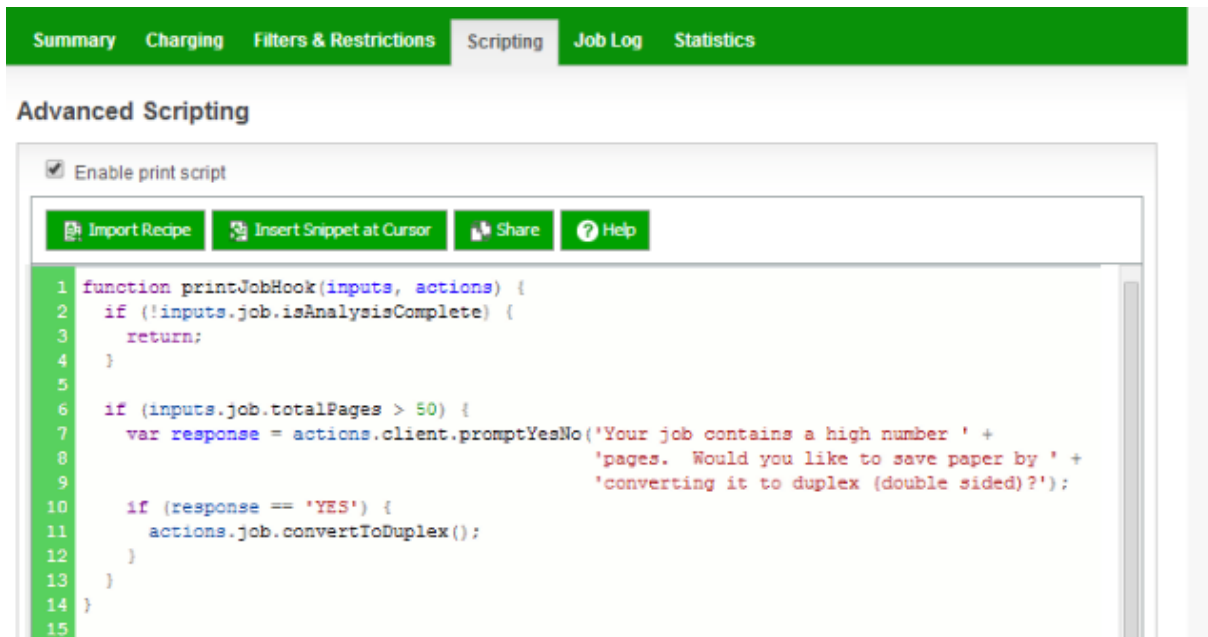 Summary Charging Filters & Restrictions Scripting Job Log Statistics
Advanced Scripting
Enable print script
Import Recipe Insert Snippet at Cursor Share Help
1 function printJobHook(inputs, actions) {
2   if (!inputs.job.isAnalysisComplete) {
3     return;
4   }
5
6   if (inputs.job.totalPages > 50) {
7     var response = actions.client.promptYesNo('Your job contains a high number ' +
8                                               'pages.  Would you like to save paper by ' +
9                                               'converting it to duplex (double sided)?');
10     if (response == 'YES') {
11       actions.job.convertToDuplex();
12     }
13   }
14 }
15